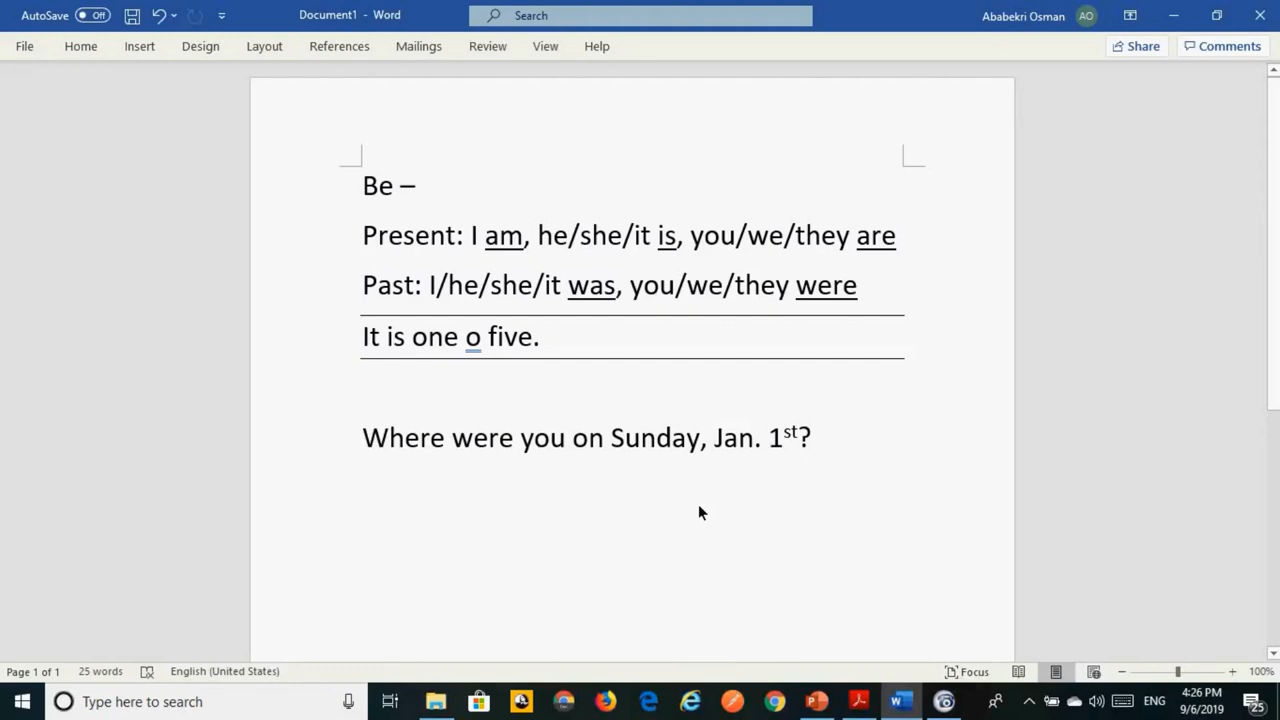 AutoSave Off Document1 - Word Search Ababekri Osman AO
File Home Insert Design Layout References Mailings Review View Help Share Comments
Be –
Present: I am, he/she/it is, you/we/they are
Past: I/he/she/it was, you/we/they were
It is one o five.
Where were you on Sunday, Jan. 1st?
Page 1 of 1 25 words English (United States) Focus 100%
Type here to search ENG 4:26 PM
9/6/2019 25